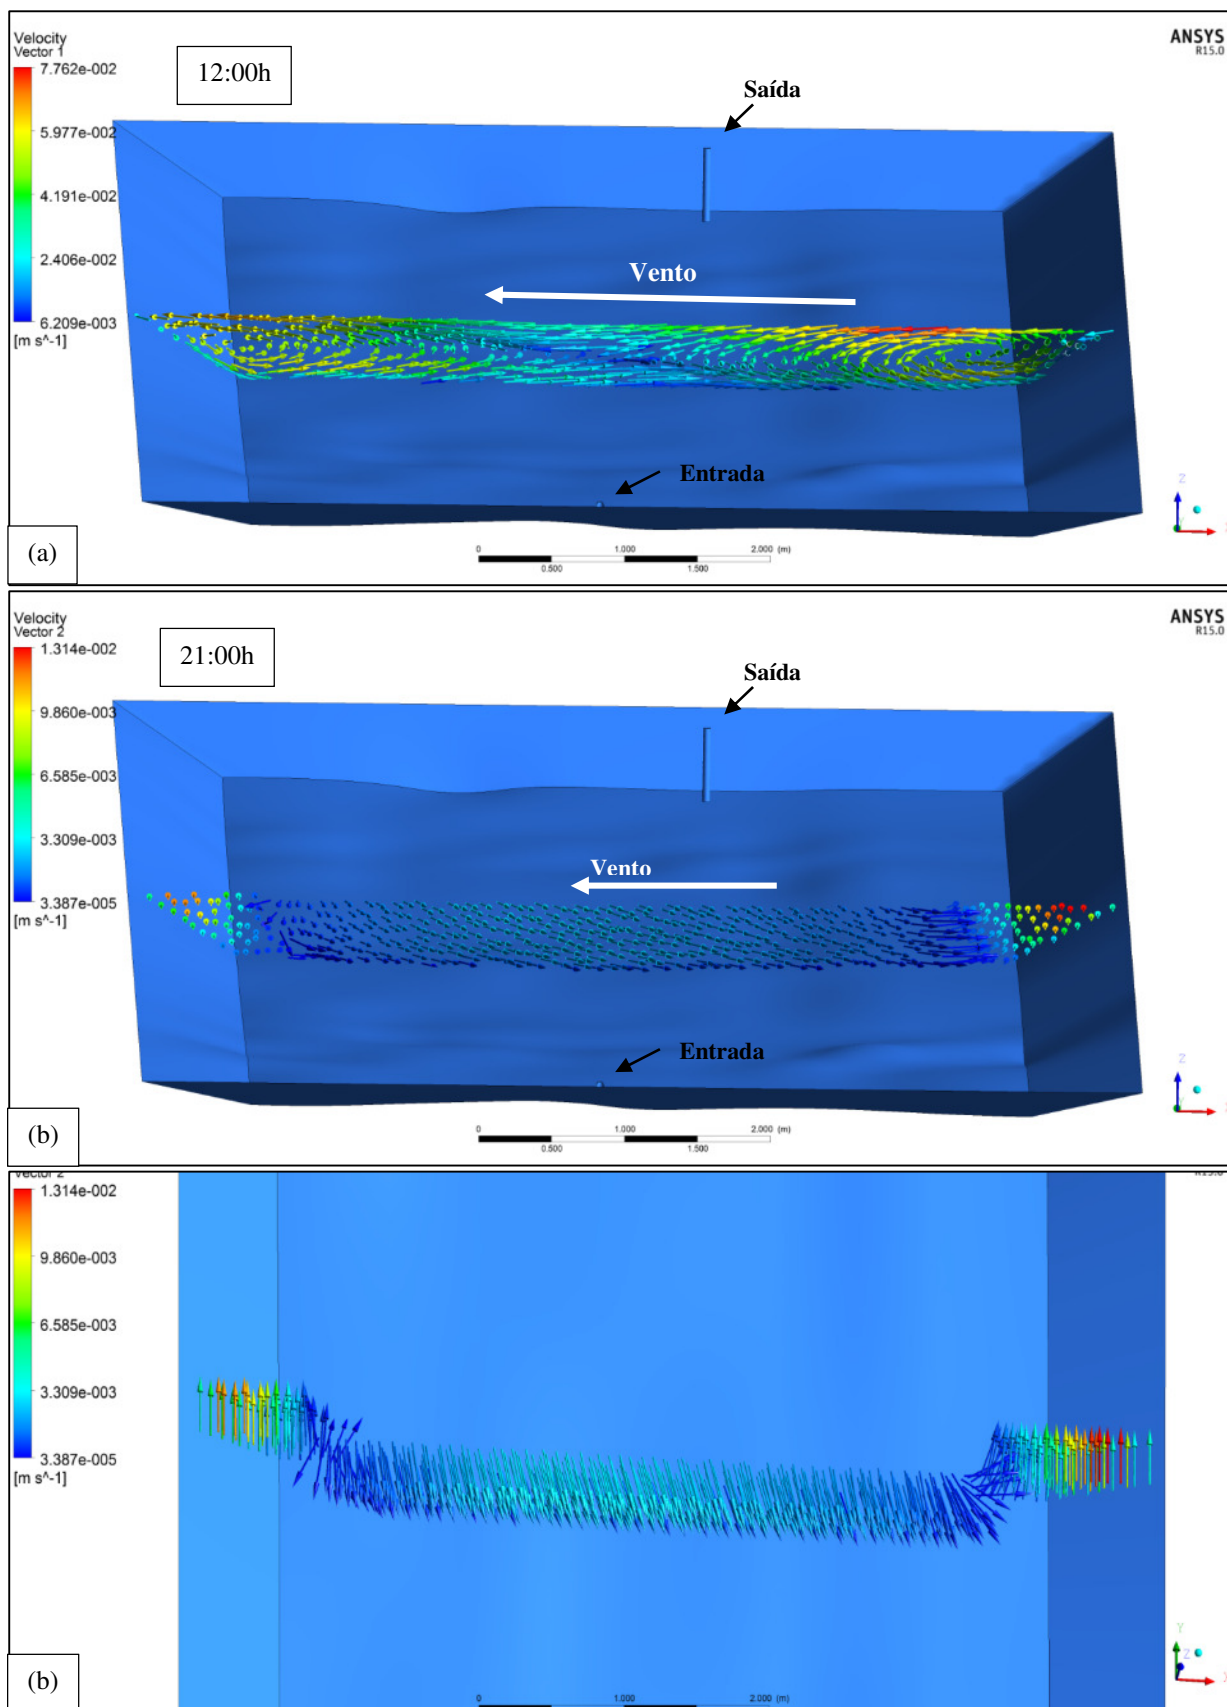 Velocity
Vector 1
7.762e-002
5.977e-002
4.191e-002
2.406e-002
6.209e-003
[m s^-1]
12:00h
ANSYS
R15.0
Saída
Vento
Entrada
Z
(a)
0 1.000 2.000 (m)
0.500 1.500
Velocity
Vector 2
1.314e-002
9.860e-003
6.585e-003
3.309e-003
3.387e-005
[m s^-1]
21:00h
ANSYS
R15.0
Saída
Vento
Entrada
Z
(b)
0 1.000 2.000 (m)
0.500 1.500
Vector 2
R15.0
1.314e-002
9.860e-003
6.585e-003
3.309e-003
3.387e-005
[m s^-1]
Y
Z
(b)
0 1.000 2.000 (m)